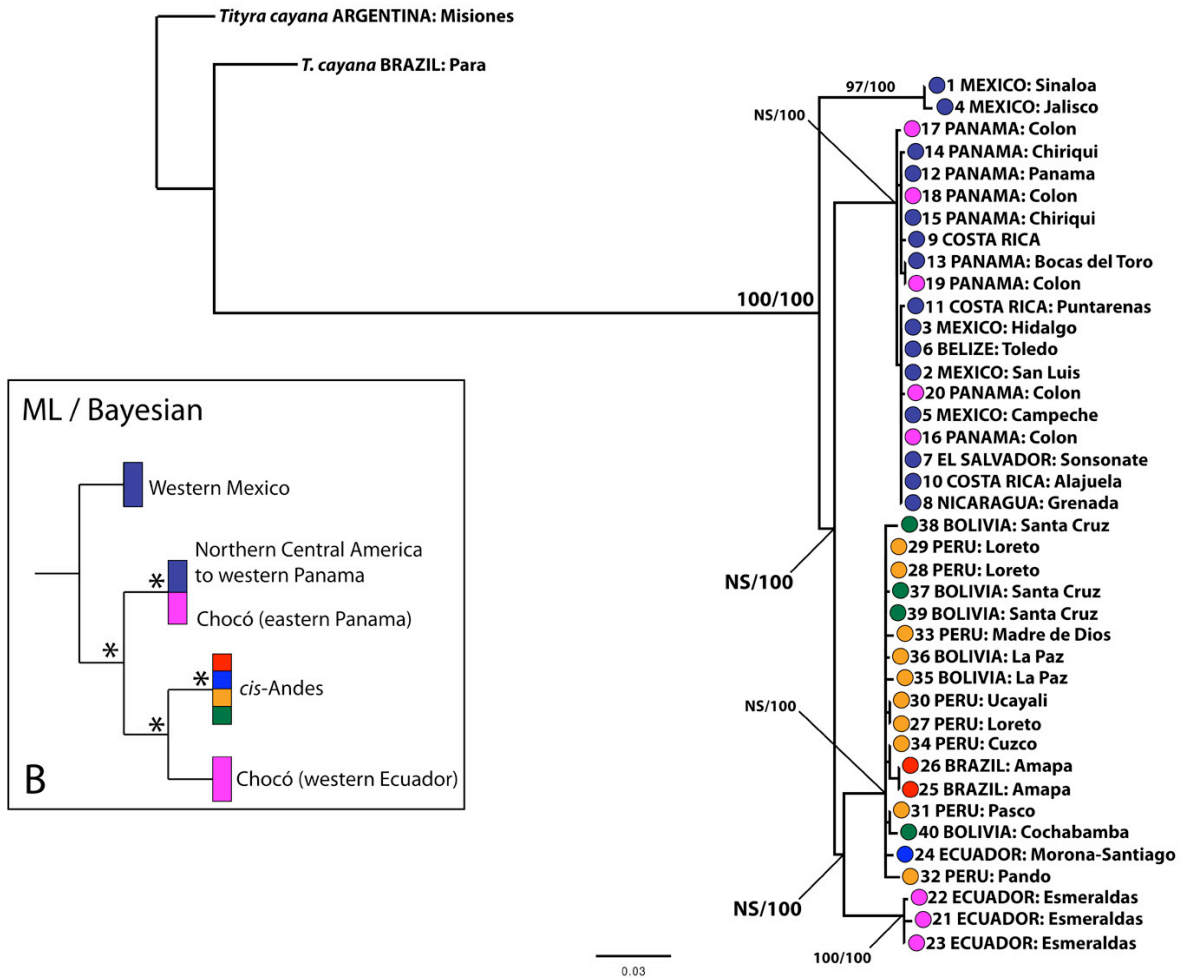 Tityra cayana ARGENTINA: Misiones
T. cayana BRAZIL: Para
97/100
1 MEXICO: Sinaloa
4 MEXICO: Jalisco
NS/100
17 PANAMA: Colon
14 PANAMA: Chiriqui
12 PANAMA: Panama
18 PANAMA: Colon
15 PANAMA: Chiriqui
9 COSTA RICA
13 PANAMA: Bocas del Toro
19 PANAMA: Colon
100/100
11 COSTA RICA: Puntarenas
3 MEXICO: Hidalgo
6 BELIZE: Toledo
2 MEXICO: San Luis
20 PANAMA: Colon
5 MEXICO: Campeche
16 PANAMA: Colon
7 EL SALVADOR: Sonsonate
10 COSTA RICA: Alajuela
8 NICARAGUA: Grenada
38 BOLIVIA: Santa Cruz
29 PERU: Loreto
28 PERU: Loreto
NS/100
37 BOLIVIA: Santa Cruz
39 BOLIVIA: Santa Cruz
33 PERU: Madre de Dios
36 BOLIVIA: La Paz
35 BOLIVIA: La Paz
NS/100
30 PERU: Ucayali
27 PERU: Loreto
34 PERU: Cuzco
26 BRAZIL: Amapa
25 BRAZIL: Amapa
31 PERU: Pasco
40 BOLIVIA: Cochabamba
24 ECUADOR: Morona-Santiago
32 PERU: Pando
NS/100
22 ECUADOR: Esmeraldas
21 ECUADOR: Esmeraldas
23 ECUADOR: Esmeraldas
100/100
0.03
ML / Bayesian
Western Mexico
Northern Central America
to western Panama
*
Chocó (eastern Panama)
*
*
cis-Andes
*
Chocó (western Ecuador)
B